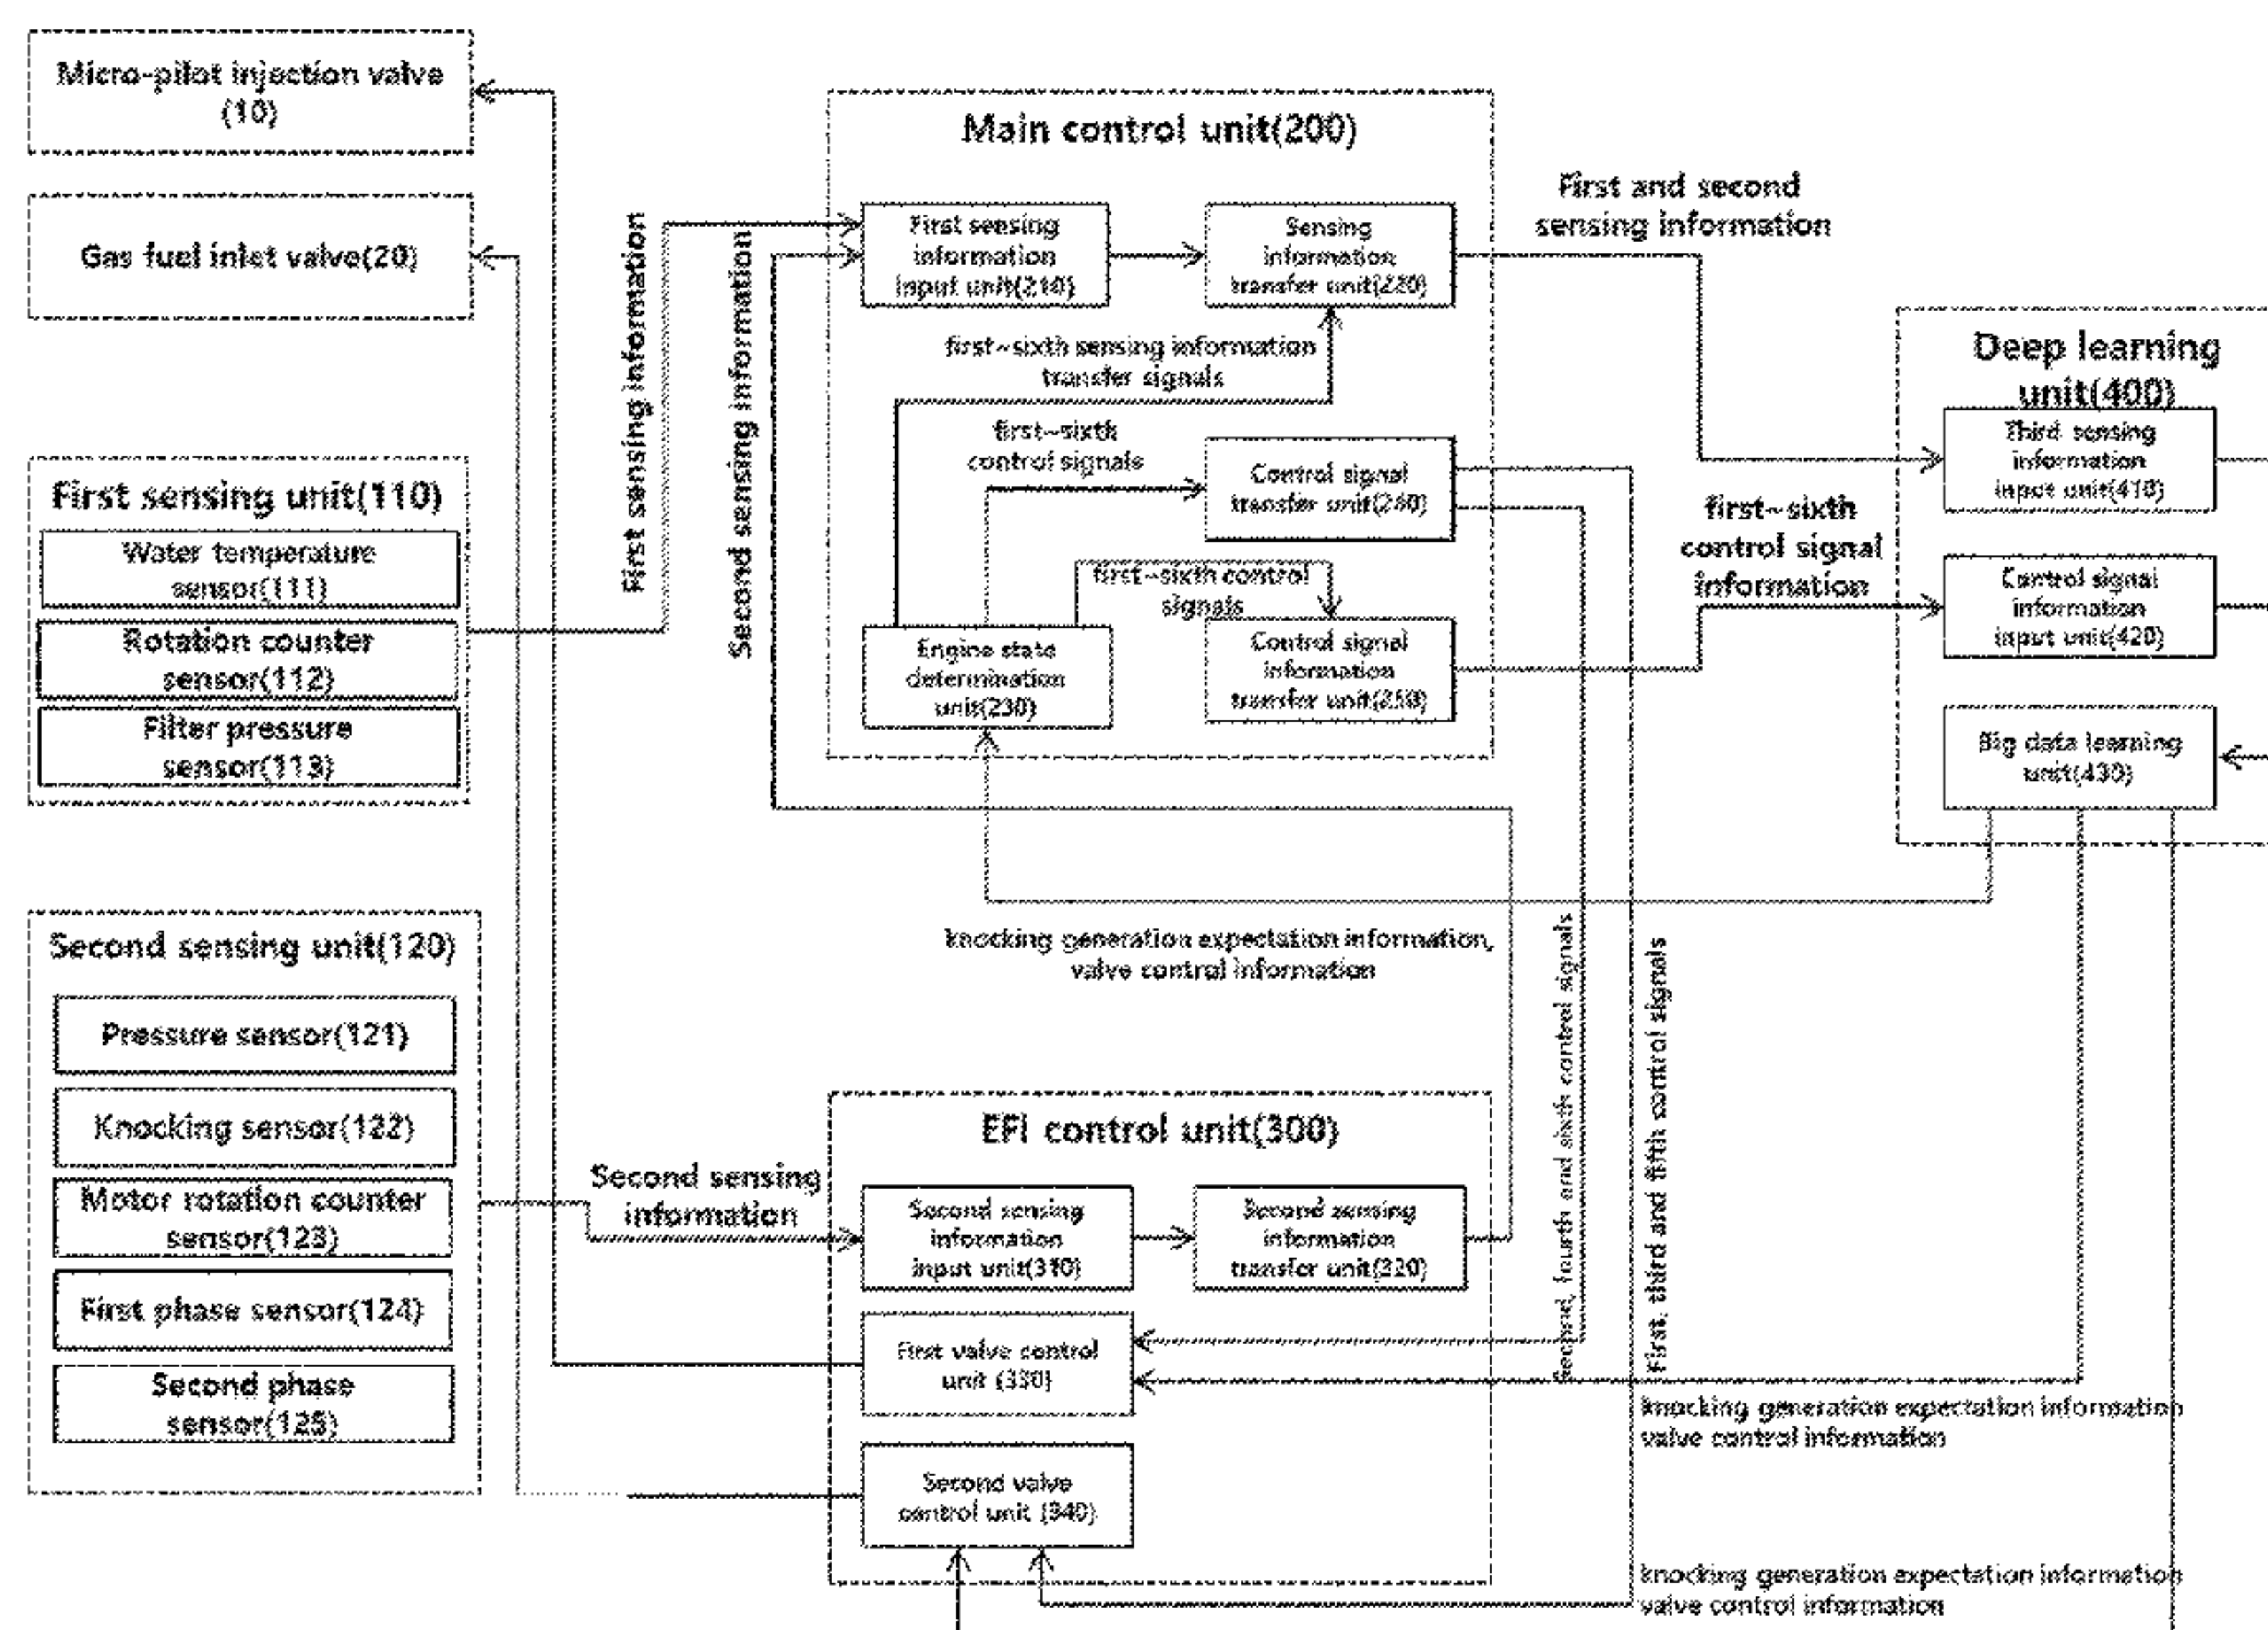 Micro-pilot injection valve
(10)
Gas fuel inlet valve(20)
First sensing unit(110)
Water temperature
sensor(111)
Rotation counter
sensor(112)
Filter pressure
sensor(113)
Second sensing unit(120)
Pressure sensor(121)
Knocking sensor(122)
Motor rotation counter
sensor(123)
First phase sensor(124)
Second phase
sensor(125)
First sensing information
Second sensing information
Second sensing
information
Main control unit(200)
First sensing
information
input unit(210)
Sensing
information
transfer unit(220)
first~sixth sensing information
transfer signals
first~sixth
control signals
Control signal
transfer unit(240)
first~sixth control
signals
Engine state
determination
unit(230)
Control signal
information
transfer unit(250)
knocking generation expectation information,
valve control information
EFI control unit(300)
Second sensing
information
input unit(310)
Second sensing
information
transfer unit(320)
First valve control
unit (330)
Second valve
control unit (340)
Second, fourth and sixth control signals
First, third and fifth control signals
First and second
sensing information
first~sixth
control signal
information
Deep learning
unit(400)
Third sensing
information
input unit(410)
Control signal
information
input unit(420)
Big data learning
unit(430)
knocking generation expectation information
valve control information
knocking generation expectation information
valve control information